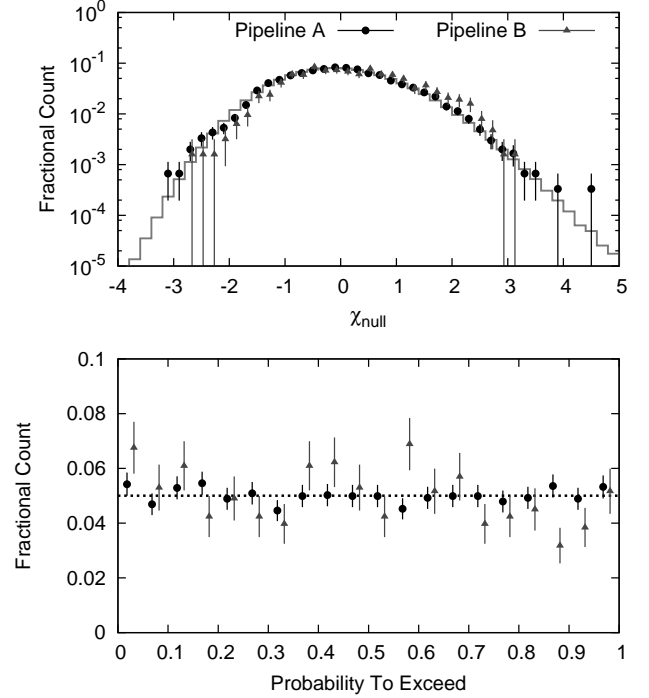 Pipeline A Pipeline B
Fractional Count
10^0
10^-1
10^-2
10^-3
10^-4
10^-5
-4 -3 -2 -1 0 1 2 3 4 5
χnull
Fractional Count
0.1
0.08
0.06
0.04
0.02
0
0 0.1 0.2 0.3 0.4 0.5 0.6 0.7 0.8 0.9 1
Probability To Exceed